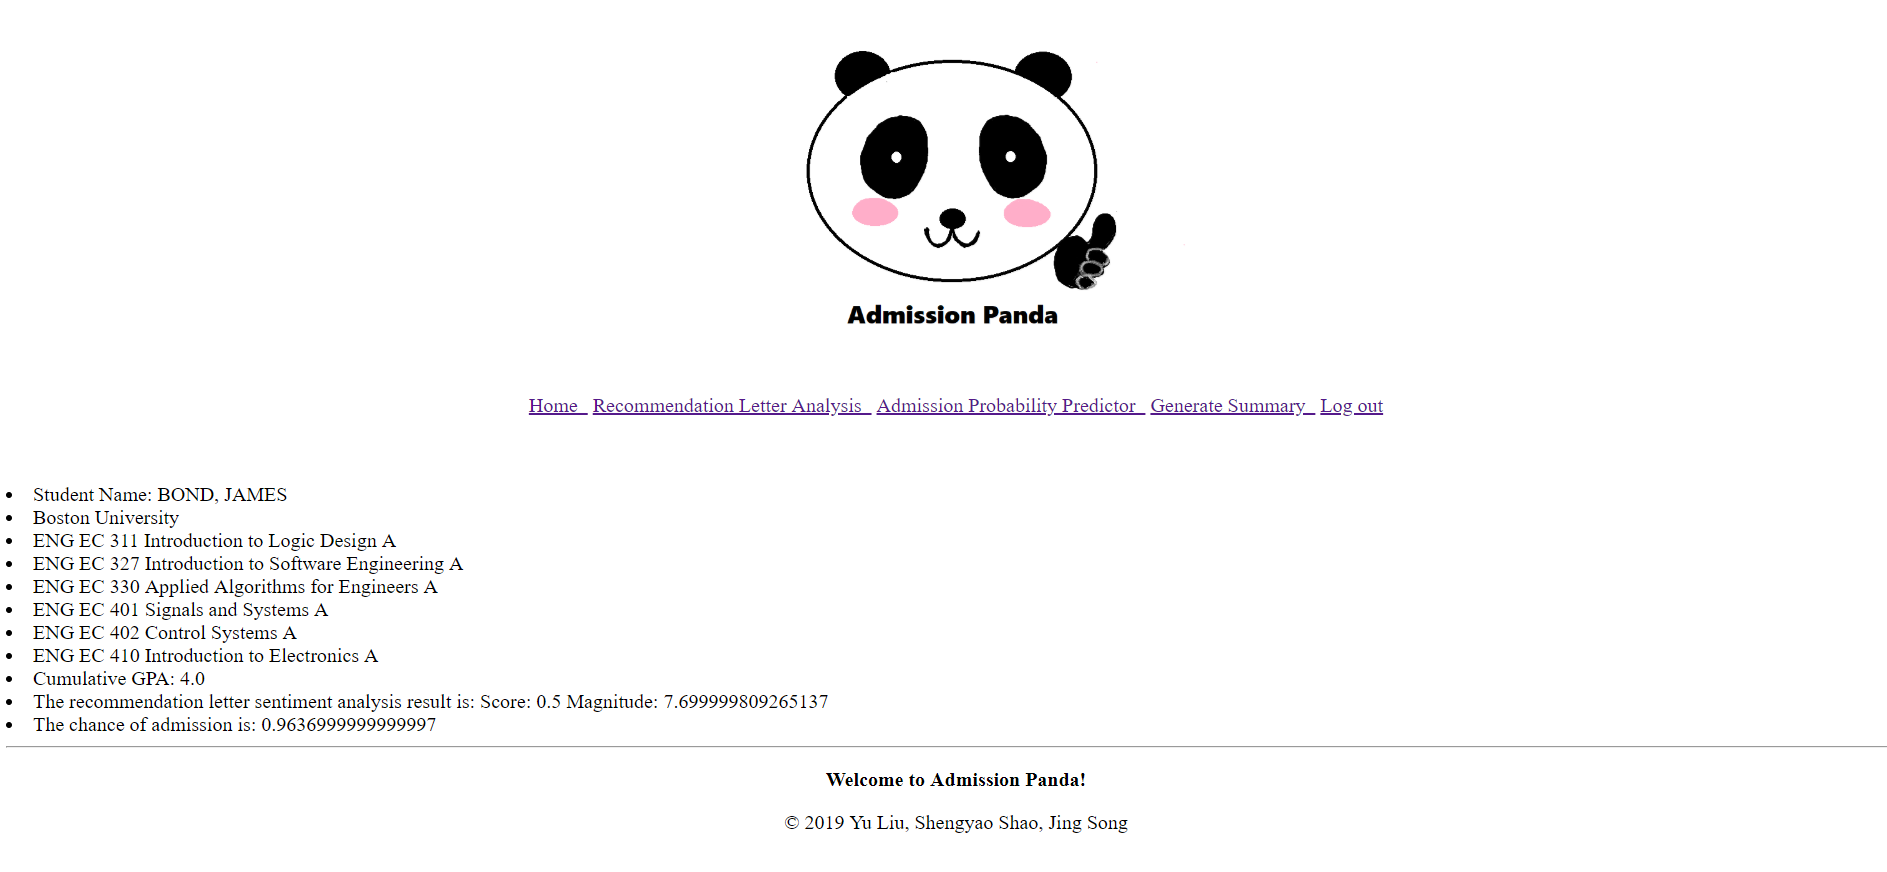 Admission Panda
Home Recommendation Letter Analysis Admission Probability Predictor Generate Summary Log out
Student Name: BOND, JAMES
Boston University
ENG EC 311 Introduction to Logic Design A
ENG EC 327 Introduction to Software Engineering A
ENG EC 330 Applied Algorithms for Engineers A
ENG EC 401 Signals and Systems A
ENG EC 402 Control Systems A
ENG EC 410 Introduction to Electronics A
Cumulative GPA: 4.0
The recommendation letter sentiment analysis result is: Score: 0.5 Magnitude: 7.699999809265137
The chance of admission is: 0.9636999999999997
Welcome to Admission Panda!
© 2019 Yu Liu, Shengyao Shao, Jing Song